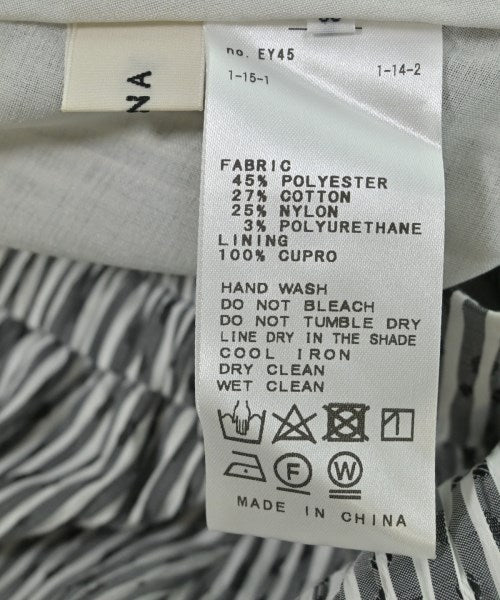 NA
no. EY45
1-15-1 1-14-2
FABRIC
45% POLYESTER
27% COTTON
25% NYLON
3% POLYURETHANE
LINING
100% CUPRO
HAND WASH
DO NOT BLEACH
DO NOT TUMBLE DRY
LINE DRY IN THE SHADE
COOL IRON
DRY CLEAN
WET CLEAN
F W
MADE IN CHINA